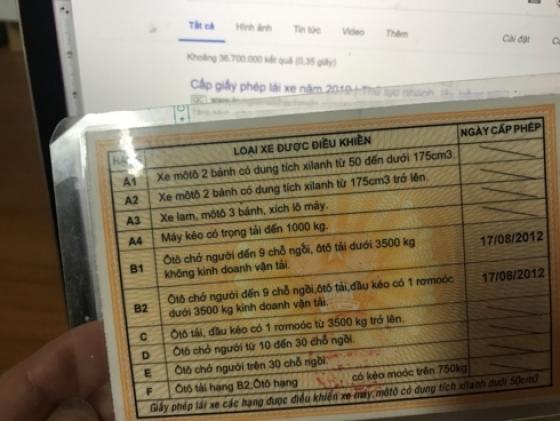 Tất cả Hình ảnh Tin tức Video Thêm Cài đặt
Khoảng 36.700.000 kết quả (0,35 giây)
Cấp giấy phép lái xe năm
LOẠI XE ĐƯỢC ĐIỀU KHIỂN NGÀY CẤP PHÉP
A1 Xe môtô 2 bánh có dung tích xilanh từ 50 đến dưới 175cm3.
A2 Xe môtô 2 bánh có dung tích xilanh từ 175cm3 trở lên.
A3 Xe lam, môtô 3 bánh, xích lô máy.
A4 Máy kéo có trọng tải đến 1000 kg.
B1 Ôtô chở người đến 9 chỗ ngồi, ôtô tải dưới 3500 kg
không kinh doanh vận tải. 17/08/2012
B2 Ôtô chở người đến 9 chỗ ngồi,ôtô tải,đầu kéo có 1 rơmoóc
dưới 3500 kg kinh doanh vận tải. 17/08/2012
C Ôtô tải, đầu kéo có 1 rơmoóc từ 3500 kg trở lên.
D Ôtô chở người từ 10 đến 30 chỗ ngồi.
E Ôtô chở người trên 30 chỗ ngồi.
F Ôtô tải hạng B2,Ôtô hạng có kéo moóc trên 750kg
Giấy phép lái xe các hạng được điều khiển xe máy,môtô có dung tích xilanh dưới 50cm3